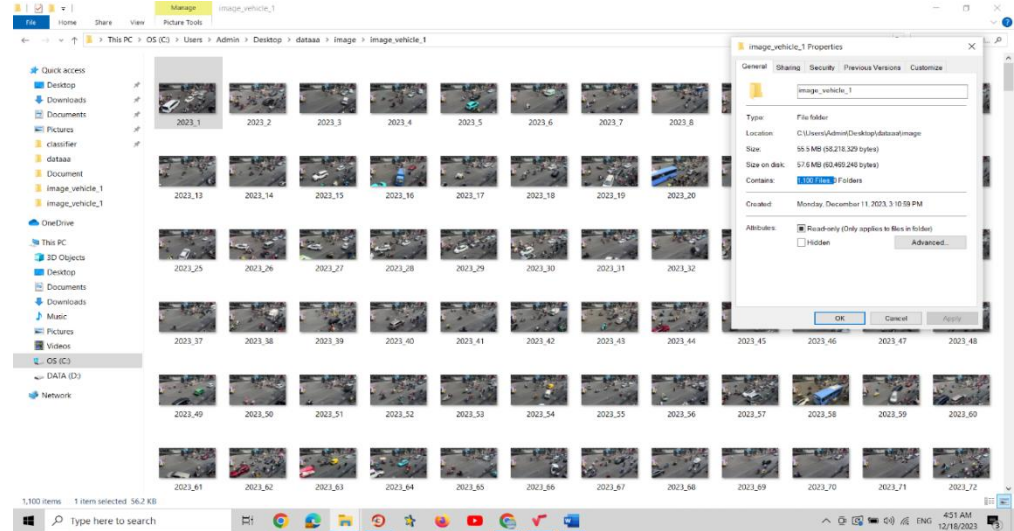 Manage
image_vehicle_1
File
Home
Share
View
Picture Tools
This PC > OS (C:) > Users > Admin > Desktop > dataaa > image > image_vehicle_1
Quick access
Desktop
Downloads
Documents
Pictures
classifier
dataaa
Document
image_vehicle_1
image_vehicle_1
OneDrive
This PC
3D Objects
Desktop
Documents
Downloads
Music
Pictures
Videos
OS (C:)
DATA (D:)
Network
2023_1 2023_2 2023_3 2023_4 2023_5 2023_6 2023_7 2023_8
2023_13 2023_14 2023_15 2023_16 2023_17 2023_18 2023_19 2023_20
2023_25 2023_26 2023_27 2023_28 2023_29 2023_30 2023_31 2023_32
2023_37 2023_38 2023_39 2023_40 2023_41 2023_42 2023_43 2023_44 2023_45 2023_46 2023_47 2023_48
2023_49 2023_50 2023_51 2023_52 2023_53 2023_54 2023_55 2023_56 2023_57 2023_58 2023_59 2023_60
2023_61 2023_62 2023_63 2023_64 2023_65 2023_66 2023_67 2023_68 2023_69 2023_70 2023_71 2023_72
image_vehicle_1 Properties
General Sharing Security Previous Versions Customize
image_vehicle_1
Type: File folder
Location: C:\Users\Admin\Desktop\dataaa\image
Size: 55.5 MB (58,218,329 bytes)
Size on disk: 57.6 MB (60,469,248 bytes)
Contains: 1,100 Files, 0 Folders
Created: Monday, December 11, 2023, 3:10:59 PM
Attributes: Read-only (Only applies to files in folder)
Hidden
Advanced...
OK Cancel Apply
1,100 items 1 item selected 56.2 KB
Type here to search
ENG
4:51 AM
12/18/2023